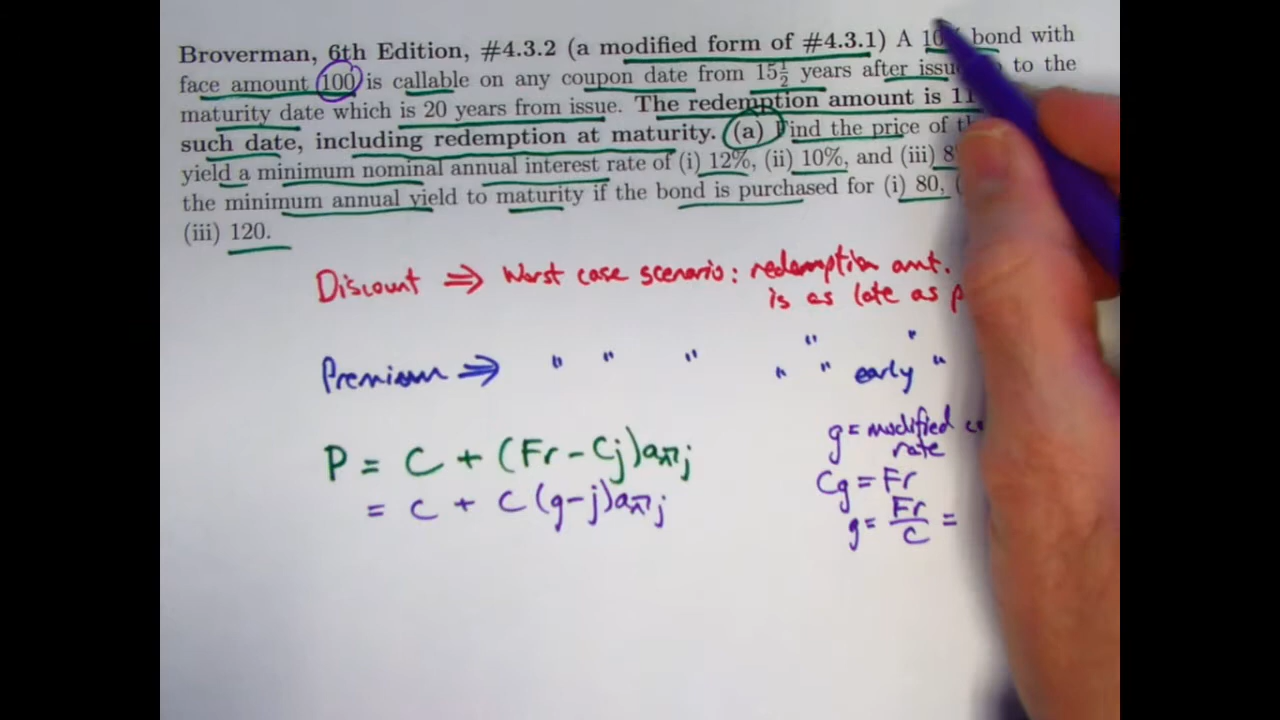 Broverman, 6th Edition, #4.3.2 (a modified form of #4.3.1) A 10% bond with
face amount 100 is callable on any coupon date from 15½ years after issue to the
maturity date which is 20 years from issue. The redemption amount is
such date, including redemption at maturity. (a) Find the price of
yield a minimum nominal annual interest rate of (i) 12%, (ii) 10%, and (iii)
the minimum annual yield to maturity if the bond is purchased for (i) 80,
(iii) 120.
Discount ⇒ Worst case scenario: redemption amt.
is as late as
Premium ⇒ " " " " "
" " early "
g = modified
rate
P = C + (Fr - Cj)a_n̅|j
Cg = Fr
= C + C(g-j)a_n̅|j
g = Fr/C =